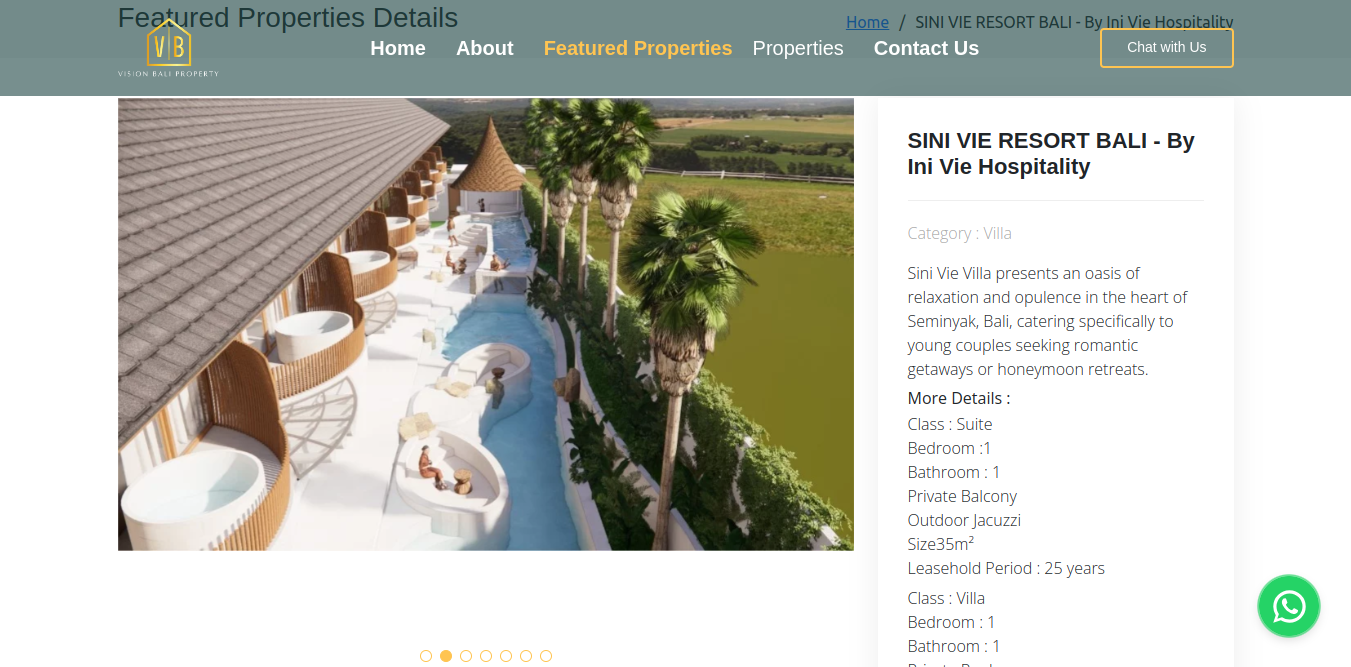 Featured Properties Details
Home / SINI VIE RESORT BALI - By Ini Vie Hospitality
VB
VISION BALI PROPERTY
Home About Featured Properties Properties Contact Us
Chat with Us
SINI VIE RESORT BALI - By
Ini Vie Hospitality
Category : Villa
Sini Vie Villa presents an oasis of
relaxation and opulence in the heart of
Seminyak, Bali, catering specifically to
young couples seeking romantic
getaways or honeymoon retreats.
More Details :
Class : Suite
Bedroom :1
Bathroom : 1
Private Balcony
Outdoor Jacuzzi
Size35m²
Leasehold Period : 25 years
Class : Villa
Bedroom : 1
Bathroom : 1